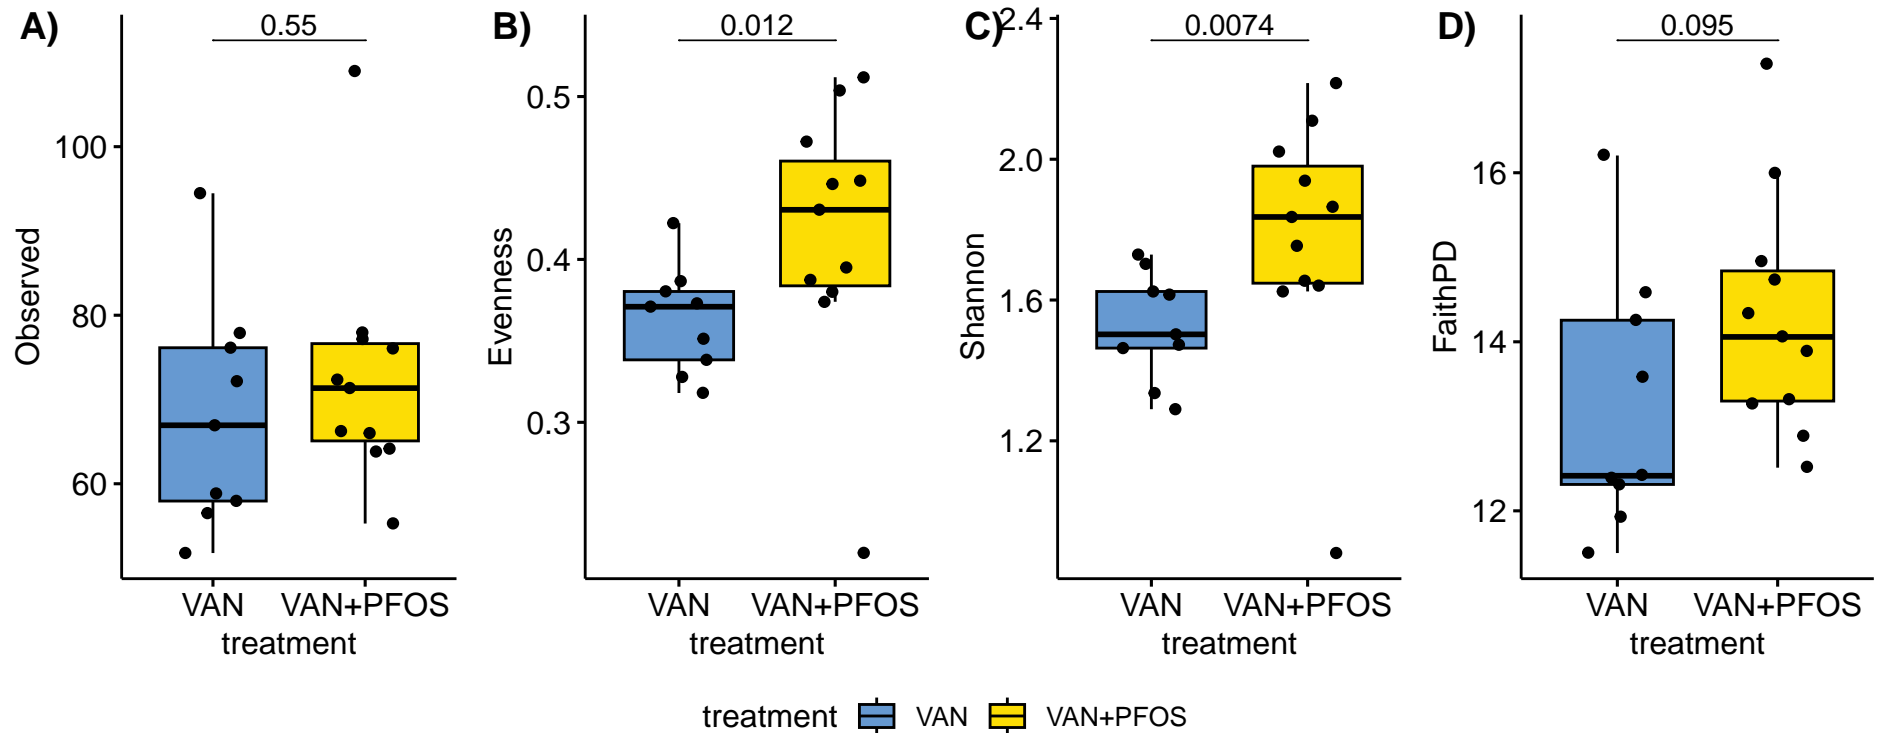 A)
0.55
Observed
100
80
60
VAN VAN+PFOS
treatment
B)
0.012
Evenness
0.5
0.4
0.3
VAN VAN+PFOS
treatment
C)
0.0074
Shannon
2.4
2.0
1.6
1.2
VAN VAN+PFOS
treatment
D)
0.095
FaithPD
16
14
12
VAN VAN+PFOS
treatment
treatment VAN VAN+PFOS